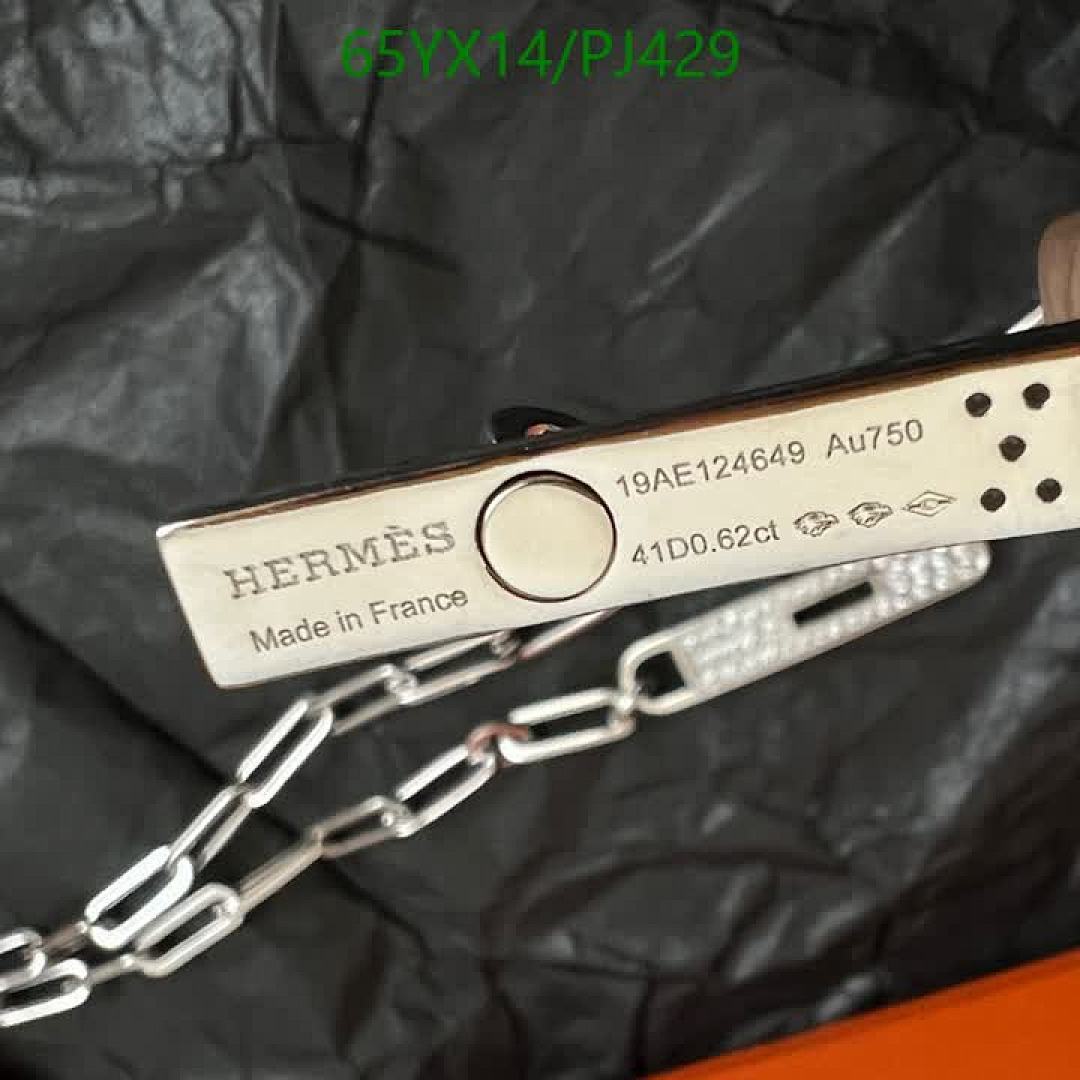 65YX14/PJ429
HERMÈS
Made in France
19AE124649 Au750
41D0.62ct